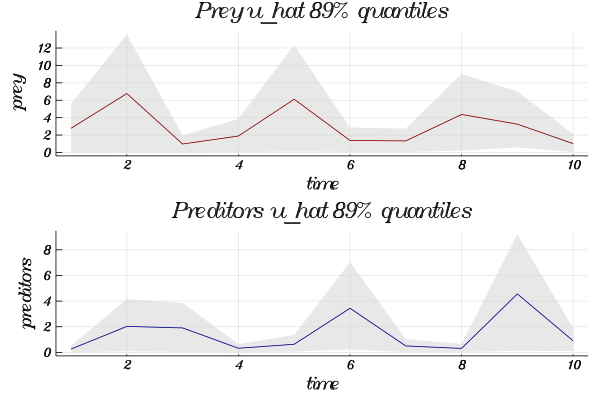 Prey u_hat 89% quantiles
prey
12
10
8
6
4
2
0
2 4 6 8 10
time
Preditors u_hat 89% quantiles
preditors
8
6
4
2
0
2 4 6 8 10
time